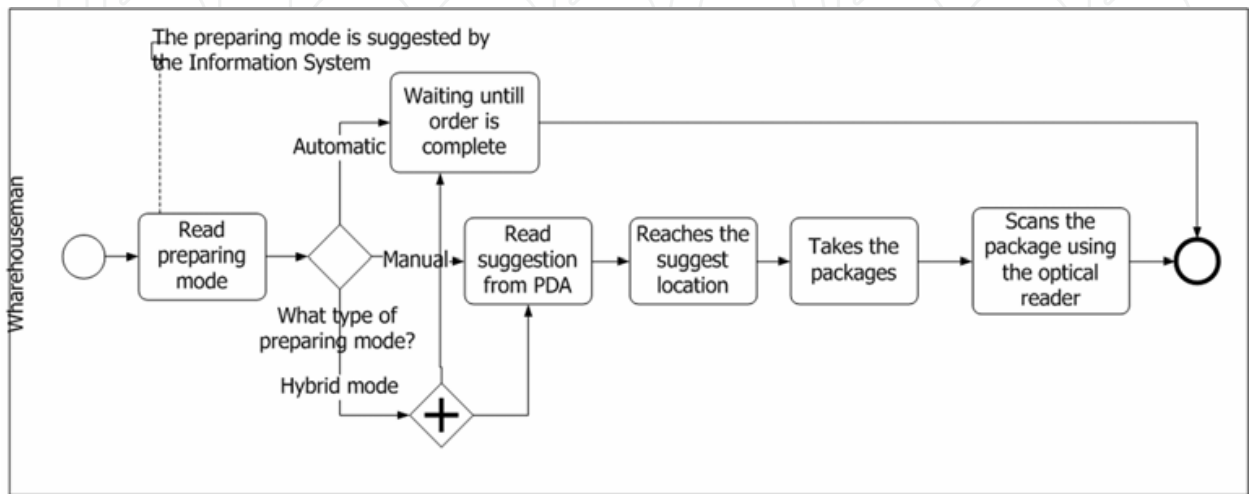 Wharehouseman
The preparing mode is suggested by
the Information System
Read
preparing
mode
Automatic
Waiting untill
order is
complete
Manual
What type of
preparing mode?
Hybrid mode
Read
suggestion
from PDA
Reaches the
suggest
location
Takes the
packages
Scans the
package using
the optical
reader